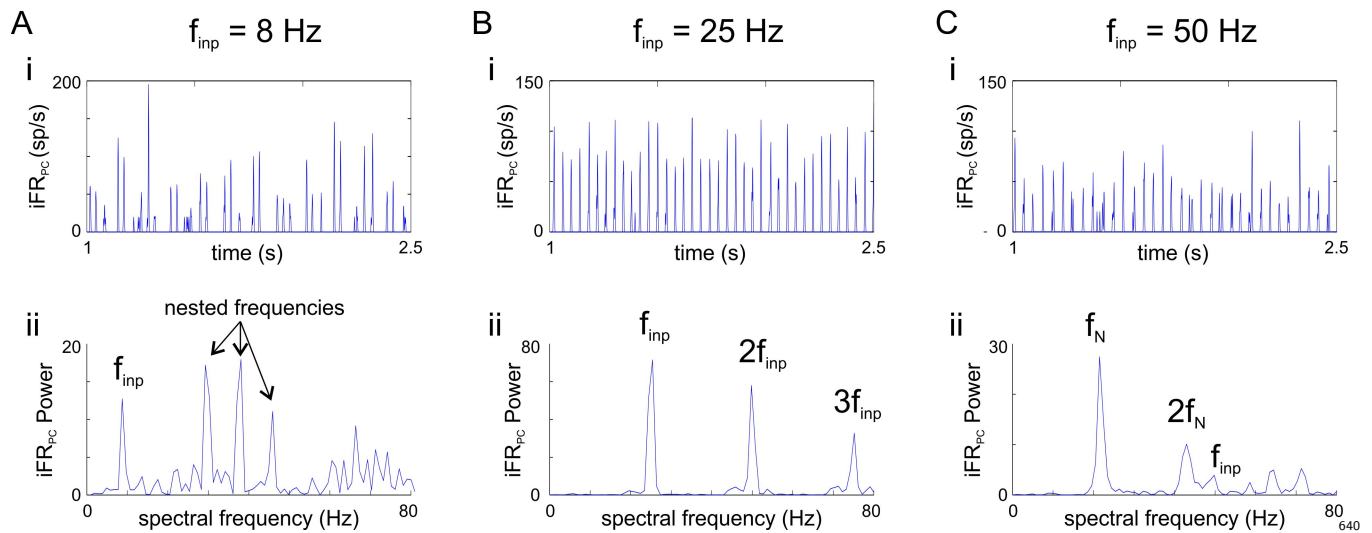 A
f_inp = 8 Hz
i
200
iFR_PC (sp/s)
0
1
time (s)
2.5
ii
nested frequencies
20
f_inp
iFR_PC Power
0
0
spectral frequency (Hz)
80
B
f_inp = 25 Hz
i
150
iFR_PC (sp/s)
0
1
time (s)
2.5
ii
f_inp
80
2f_inp
3f_inp
iFR_PC Power
0
0
spectral frequency (Hz)
80
C
f_inp = 50 Hz
i
150
iFR_PC (sp/s)
- 0
1
time (s)
2.5
ii
f_N
30
2f_N
f_inp
iFR_PC Power
0
0
spectral frequency (Hz)
80
640